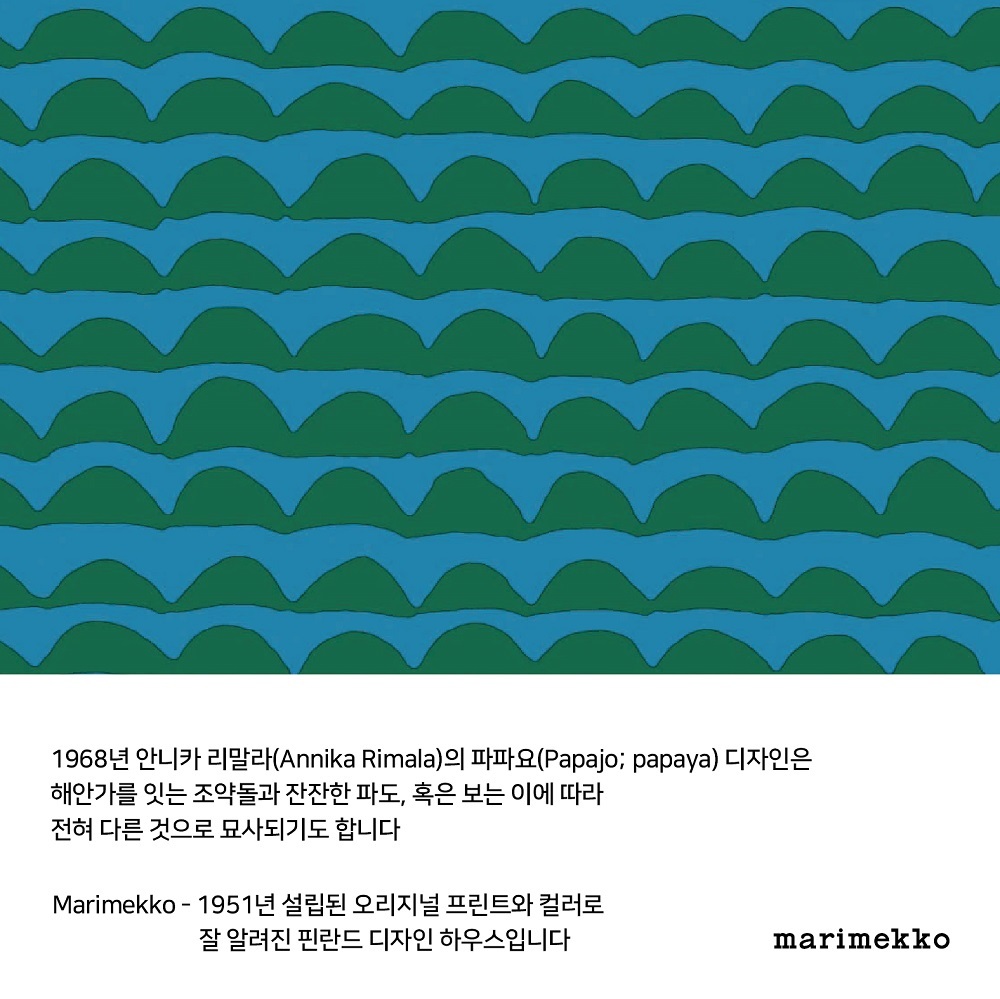 1968년 안니카 리말라(Annika Rimala)의 파파요(Papajo; papaya) 디자인은
해안가를 잇는 조약돌과 잔잔한 파도, 혹은 보는 이에 따라
전혀 다른 것으로 묘사되기도 합니다
Marimekko - 1951년 설립된 오리지널 프린트와 컬러로
잘 알려진 핀란드 디자인 하우스입니다
marimekko